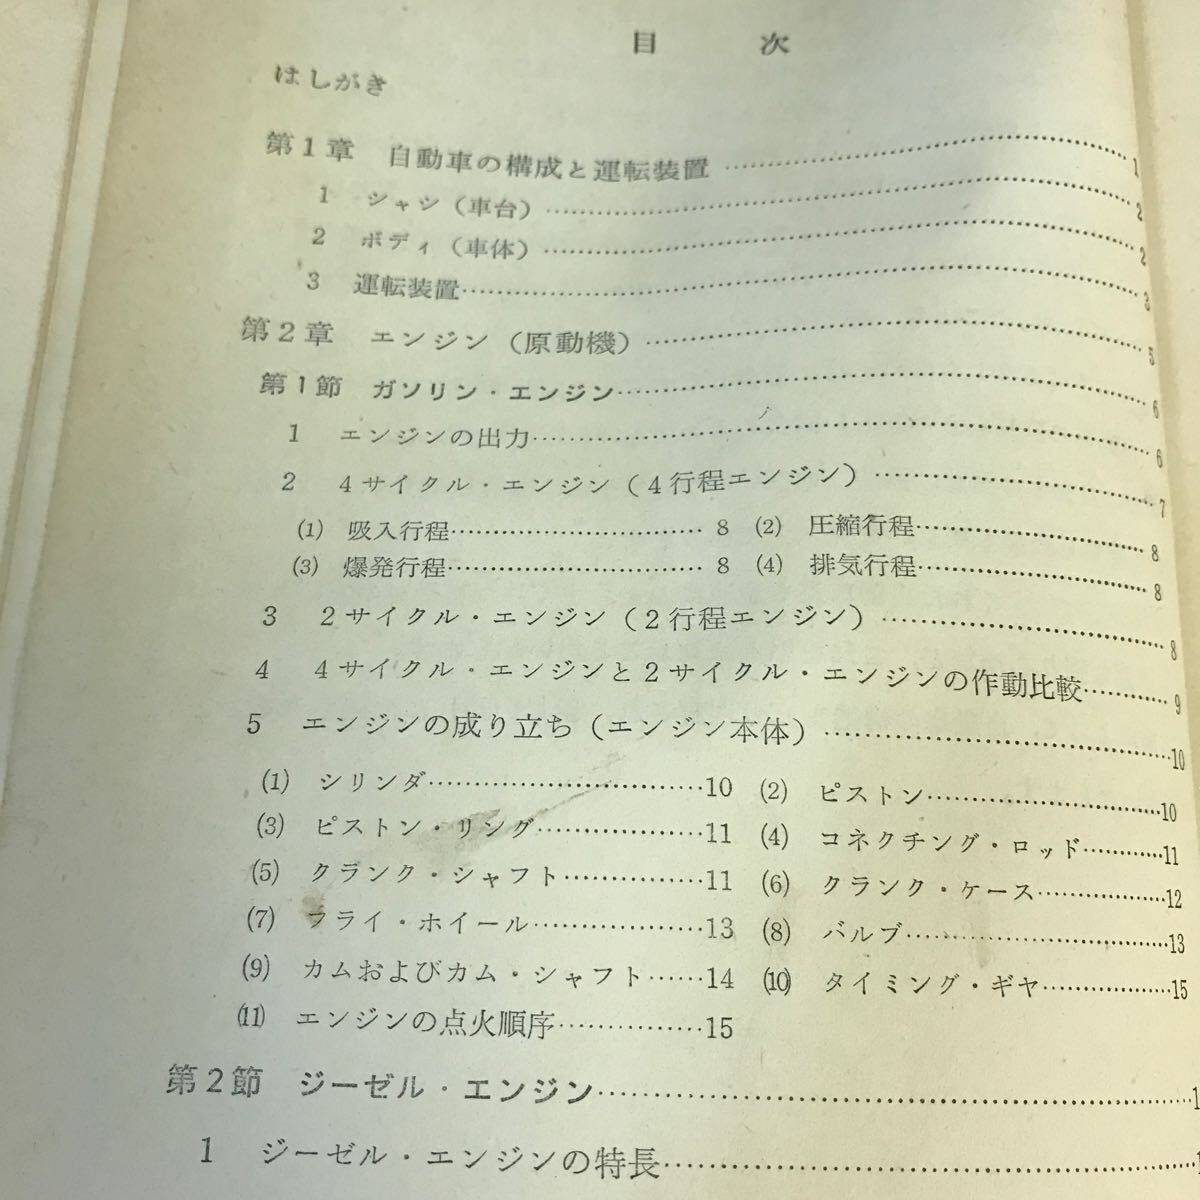 目次
はしがき
第1章 自動車の構成と運転装置……1
1 シャシ（車台）……2
2 ボディ（車体）……2
3 運転装置……3
第2章 エンジン（原動機）……5
第1節 ガソリン・エンジン……6
1 エンジンの出力……6
2 4サイクル・エンジン（4行程エンジン）……7
(1) 吸入行程……8 (2) 圧縮行程……8
(3) 爆発行程……8 (4) 排気行程……8
3 2サイクル・エンジン（2行程エンジン）……8
4 4サイクル・エンジンと2サイクル・エンジンの作動比較……9
5 エンジンの成り立ち（エンジン本体）……10
(1) シリンダ……10 (2) ピストン……10
(3) ピストン・リング……11 (4) コネクチング・ロッド……11
(5) クランク・シャフト……11 (6) クランク・ケース……12
(7) フライ・ホイール……13 (8) バルブ……13
(9) カムおよびカム・シャフト……14 (10) タイミング・ギヤ……15
(11) エンジンの点火順序……15
第2節 ジーゼル・エンジン……
1 ジーゼル・エンジンの特長……